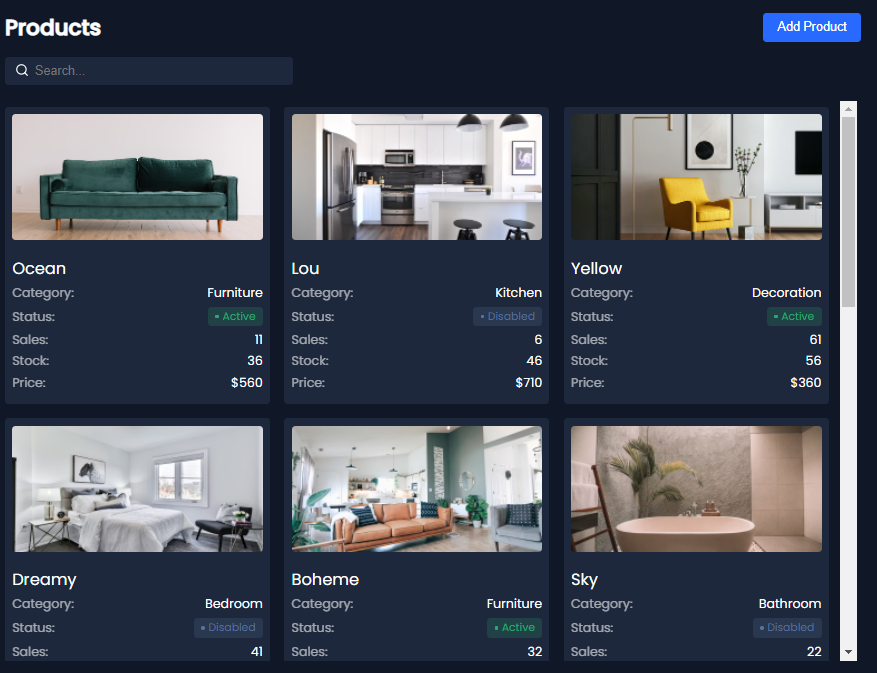 Products
Add Product
Search...
Ocean
Category: Furniture
Status: Active
Sales: 11
Stock: 36
Price: $560
Lou
Category: Kitchen
Status: Disabled
Sales: 6
Stock: 46
Price: $710
Yellow
Category: Decoration
Status: Active
Sales: 61
Stock: 56
Price: $360
Dreamy
Category: Bedroom
Status: Disabled
Sales: 41
Boheme
Category: Furniture
Status: Active
Sales: 32
Sky
Category: Bathroom
Status: Disabled
Sales: 22